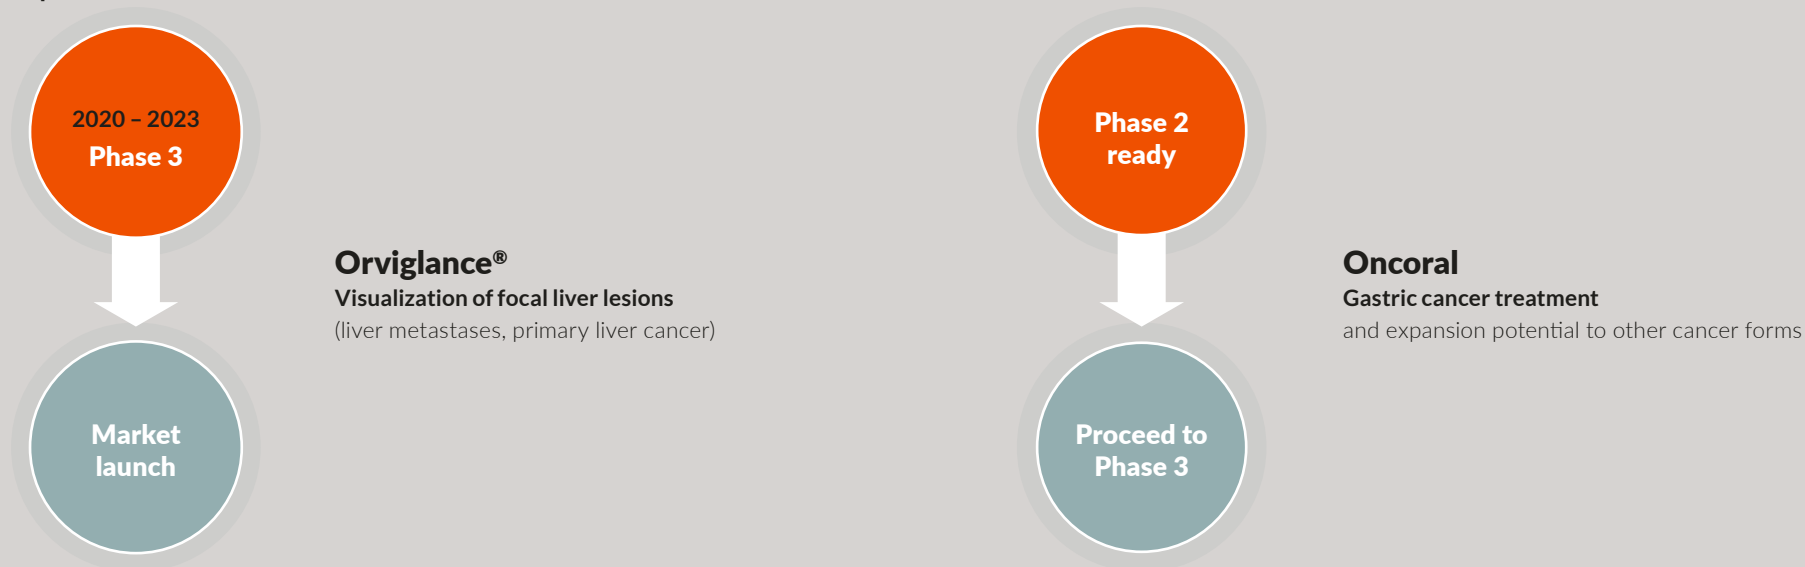 2020 – 2023
Phase 3
Market
launch
Orviglance®
Visualization of focal liver lesions
(liver metastases, primary liver cancer)
Phase 2
ready
Proceed to
Phase 3
Oncoral
Gastric cancer treatment
and expansion potential to other cancer forms